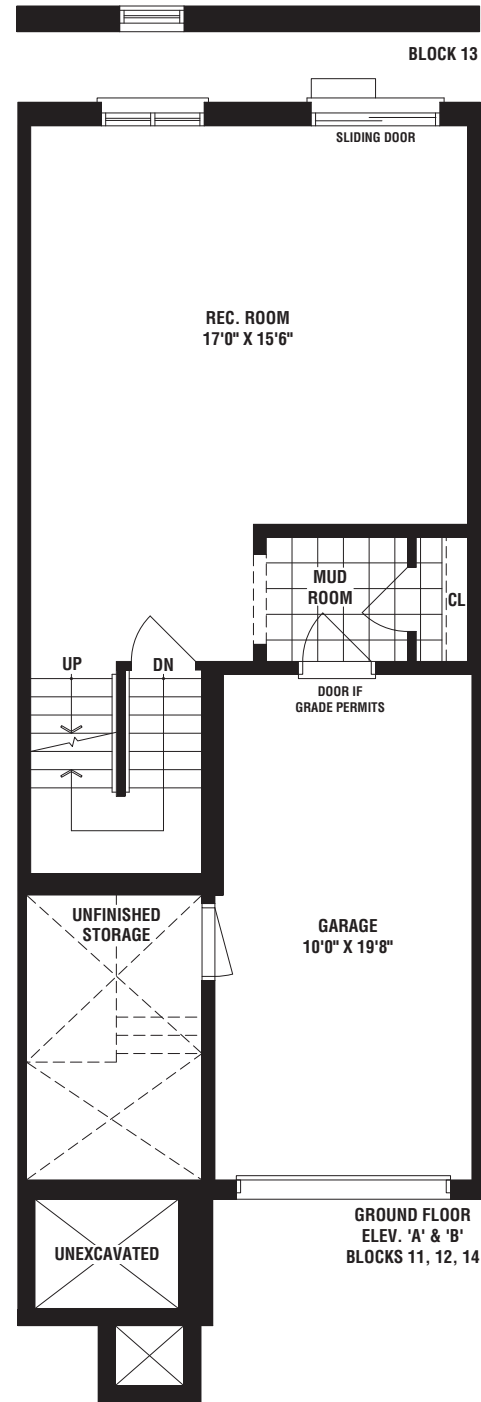 BLOCK 13
SLIDING DOOR
REC. ROOM
17'0" X 15'6"
MUD
ROOM
CL
UP
DN
DOOR IF
GRADE PERMITS
UNFINISHED
STORAGE
GARAGE
10'0" X 19'8"
GROUND FLOOR
ELEV. 'A' & 'B'
BLOCKS 11, 12, 14
UNEXCAVATED